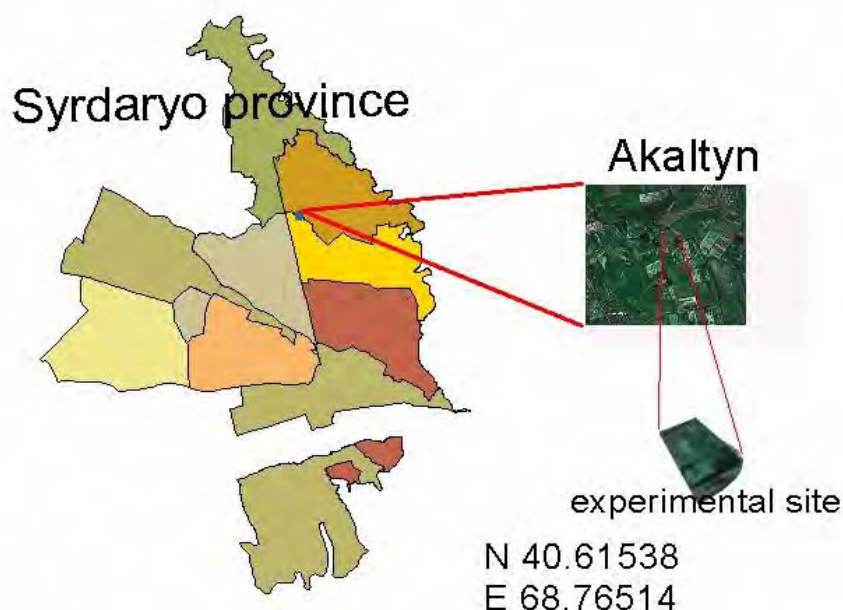 Syrdaryo province
Akaltyn
experimental site
N 40.61538
E 68.76514